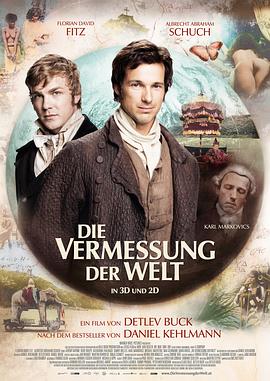 FLORIAN DAVID
FITZ
ALBRECHT ABRAHAM
SCHUCH
KARL MARKOVICS
DIE
VERMESSUNG
DER WELT
IN 3D UND 2D
EIN FILM VON DETLEV BUCK
NACH DEM BESTSELLER VON DANIEL KEHLMANN